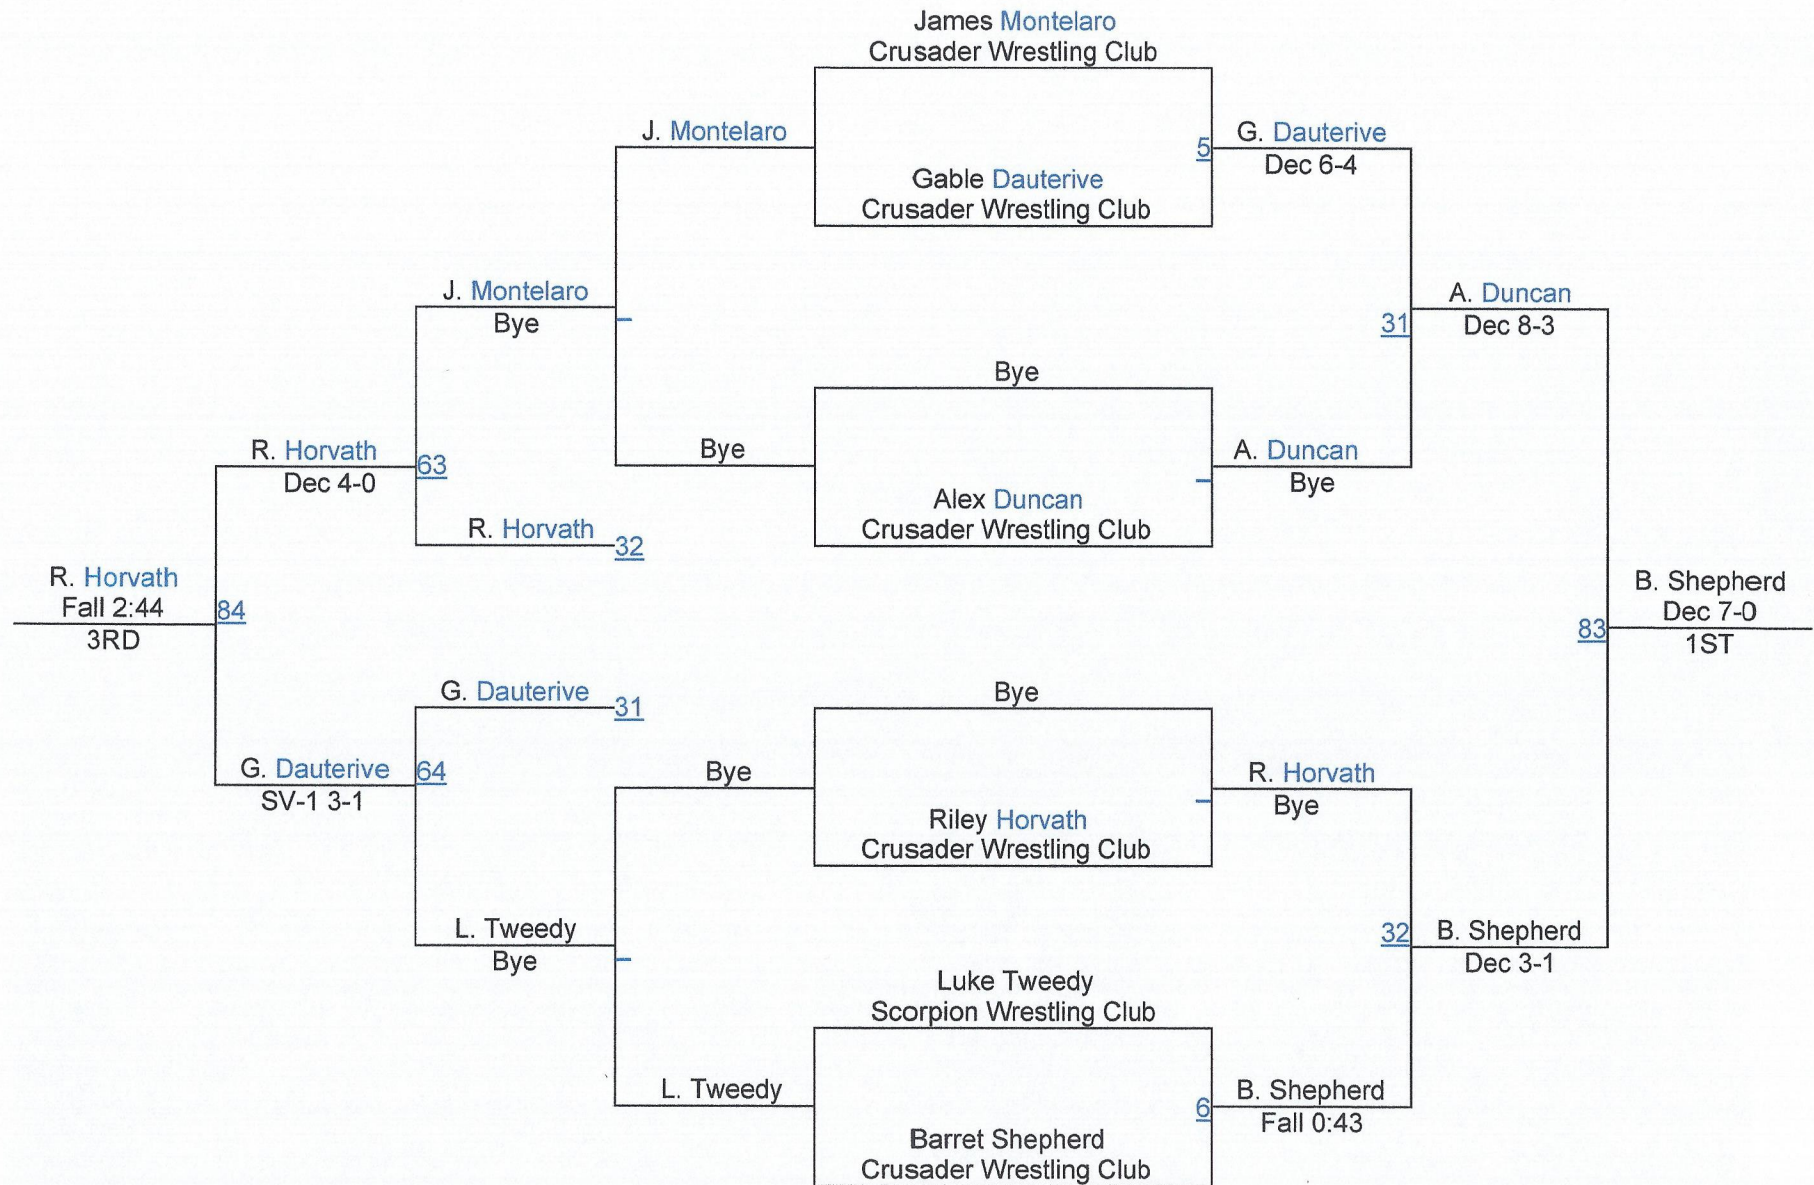 James Montelaro
Crusader Wrestling Club
J. Montelaro
5
G. Dauterive
Dec 6-4
Gable Dauterive
Crusader Wrestling Club
J. Montelaro
Bye
A. Duncan
Dec 8-3
31
Bye
R. Horvath
Dec 4-0
63
Bye
A. Duncan
Bye
Alex Duncan
Crusader Wrestling Club
R. Horvath
32
R. Horvath
Fall 2:44
3RD
84
B. Shepherd
Dec 7-0
1ST
83
G. Dauterive
31
Bye
G. Dauterive
SV-1 3-1
64
Bye
R. Horvath
Bye
Riley Horvath
Crusader Wrestling Club
L. Tweedy
Bye
32
B. Shepherd
Dec 3-1
Luke Tweedy
Scorpion Wrestling Club
L. Tweedy
6
B. Shepherd
Fall 0:43
Barret Shepherd
Crusader Wrestling Club